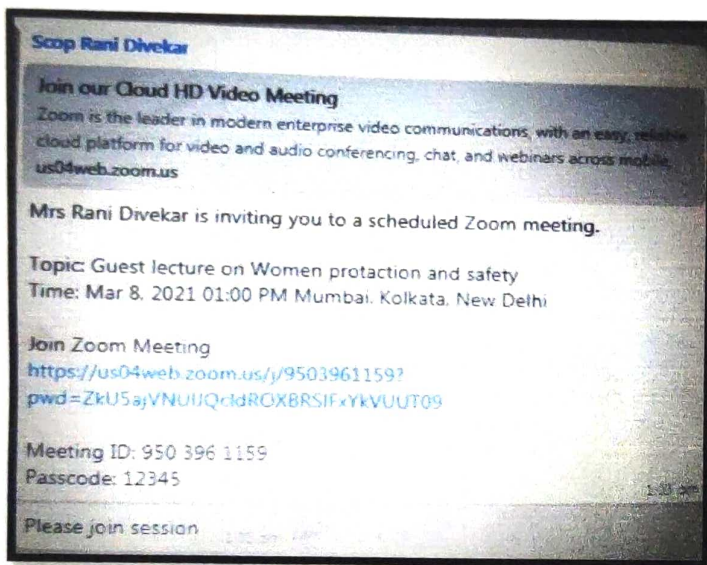 Scop Rani Divekar
Join our Cloud HD Video Meeting
Zoom is the leader in modern enterprise video communications, with an easy, reliable
cloud platform for video and audio conferencing, chat, and webinars across mobile,
us04web.zoom.us
Mrs Rani Divekar is inviting you to a scheduled Zoom meeting.
Topic: Guest lecture on Women protaction and safety
Time: Mar 8, 2021 01:00 PM Mumbai, Kolkata, New Delhi
Join Zoom Meeting
https://us04web.zoom.us/j/9503961159?
Meeting ID: 950 396 1159
Passcode: 12345
Please join session